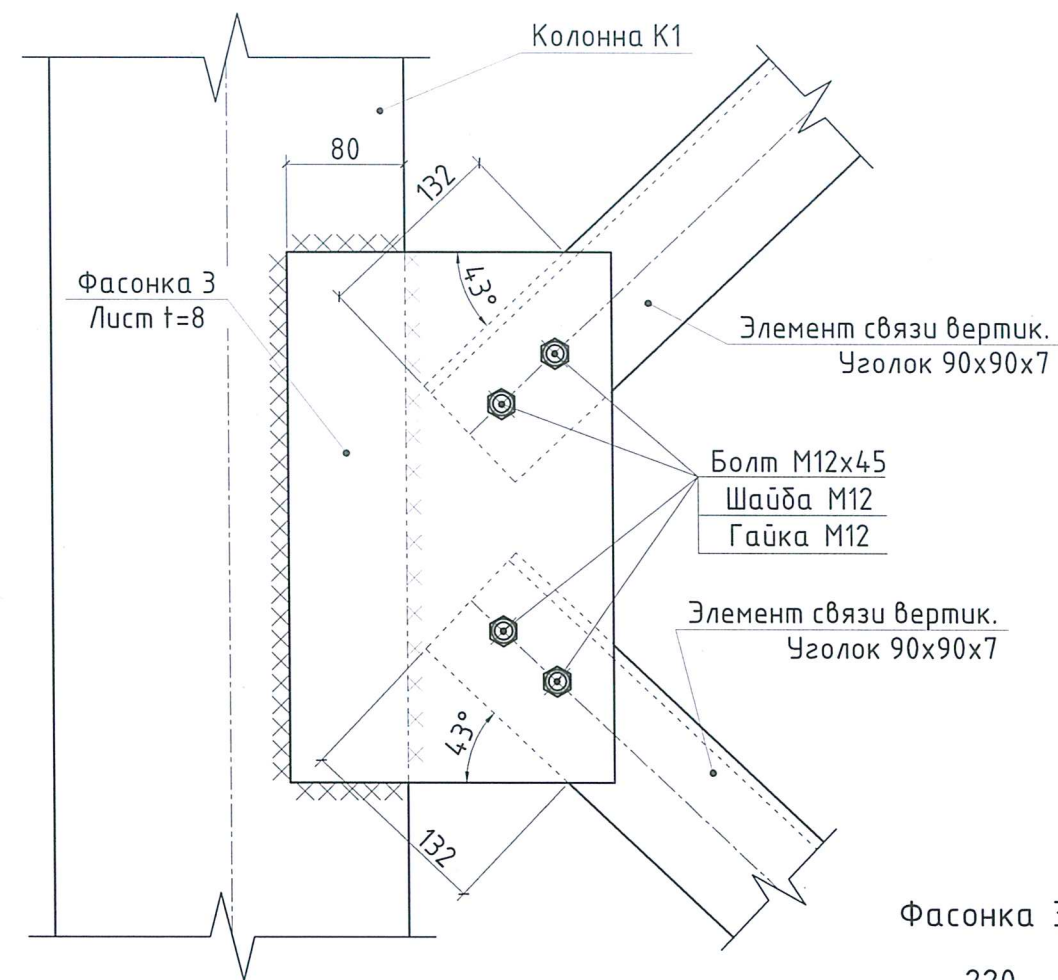 Колонна К1
80
132
43°
Фасонка 3
Лист t=8
Элемент связи вертик.
Уголок 90х90х7
Болт М12х45
Шайба М12
Гайка М12
Элемент связи вертик.
Уголок 90х90х7
43°
132
Фасонка 3
220